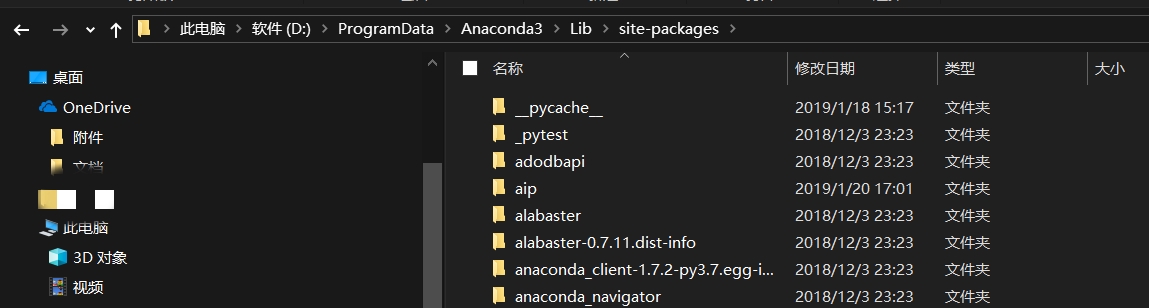 此电脑 软件 (D:) ProgramData Anaconda3 Lib site-packages
桌面
OneDrive
附件
文档
此电脑
3D 对象
视频
名称 修改日期 类型 大小
__pycache__ 2019/1/18 15:17 文件夹
_pytest 2018/12/3 23:23 文件夹
adodbapi 2018/12/3 23:23 文件夹
aip 2019/1/20 17:01 文件夹
alabaster 2018/12/3 23:23 文件夹
alabaster-0.7.11.dist-info 2018/12/3 23:23 文件夹
anaconda_client-1.7.2-py3.7.egg-i... 2018/12/3 23:23 文件夹
anaconda_navigator 2018/12/3 23:23 文件夹